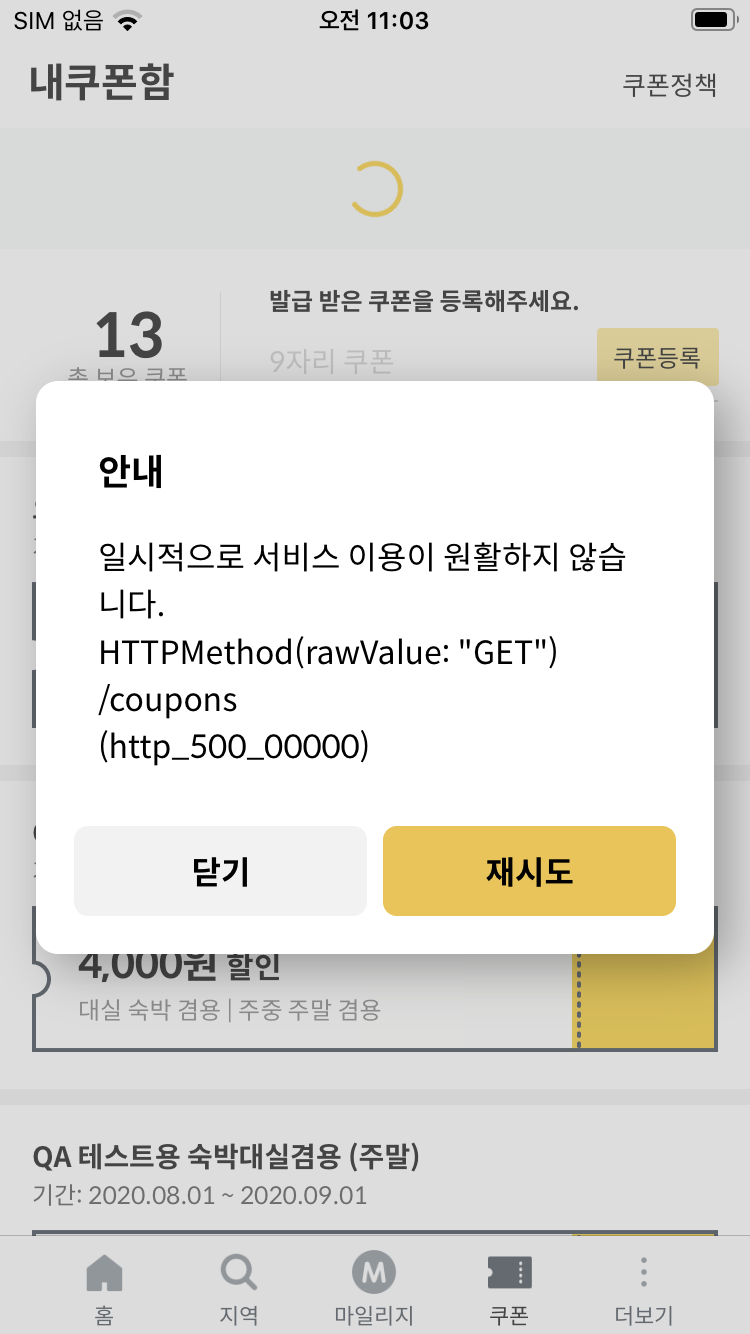 SIM 없음
오전 11:03
내쿠폰함
쿠폰정책
13
총 보유 쿠폰
발급 받은 쿠폰을 등록해주세요.
9자리 쿠폰
쿠폰등록
안내
일시적으로 서비스 이용이 원활하지 않습
니다.
HTTPMethod(rawValue: "GET")
/coupons
(http_500_00000)
닫기
재시도
4,000원 할인
대실 숙박 겸용 | 주중 주말 겸용
QA 테스트용 숙박대실겸용 (주말)
기간: 2020.08.01 ~ 2020.09.01
홈
지역
M
마일리지
쿠폰
더보기